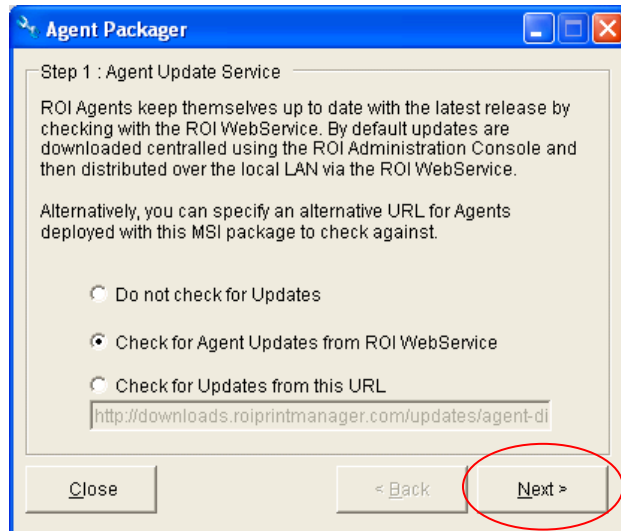 Agent Packager
Step 1 : Agent Update Service
ROI Agents keep themselves up to date with the latest release by
checking with the ROI WebService. By default updates are
downloaded centralled using the ROI Administration Console and
then distributed over the local LAN via the ROI WebService.
Alternatively, you can specify an alternative URL for Agents
deployed with this MSI package to check against.
Do not check for Updates
Check for Agent Updates from ROI WebService
Check for Updates from this URL
http://downloads.roiprintmanager.com/updates/agent-di
Close
< Back
Next >